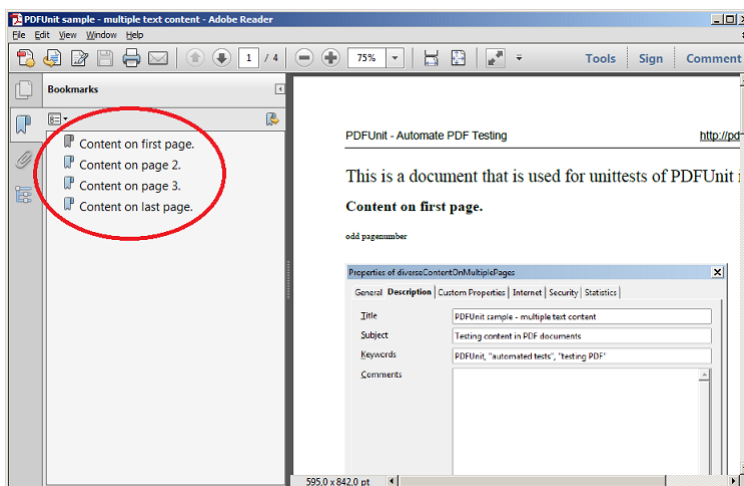 PDFUnit sample - multiple text content - Adobe Reader
File Edit View Window Help
1 / 4 75% Tools Sign Comment
Bookmarks
Content on first page.
Content on page 2.
Content on page 3.
Content on last page.
PDFUnit - Automate PDF Testing http://pd
This is a document that is used for unittests of PDFUnit
Content on first page.
odd pagenumber
Properties of diverseContentOnMultiplePages
General Description Custom Properties Internet Security Statistics
Title PDFUnit sample - multiple text content
Subject Testing content in PDF documents
Keywords PDFUnit, "automated tests", "testing PDF"
Comments
595,0 x 842,0 pt